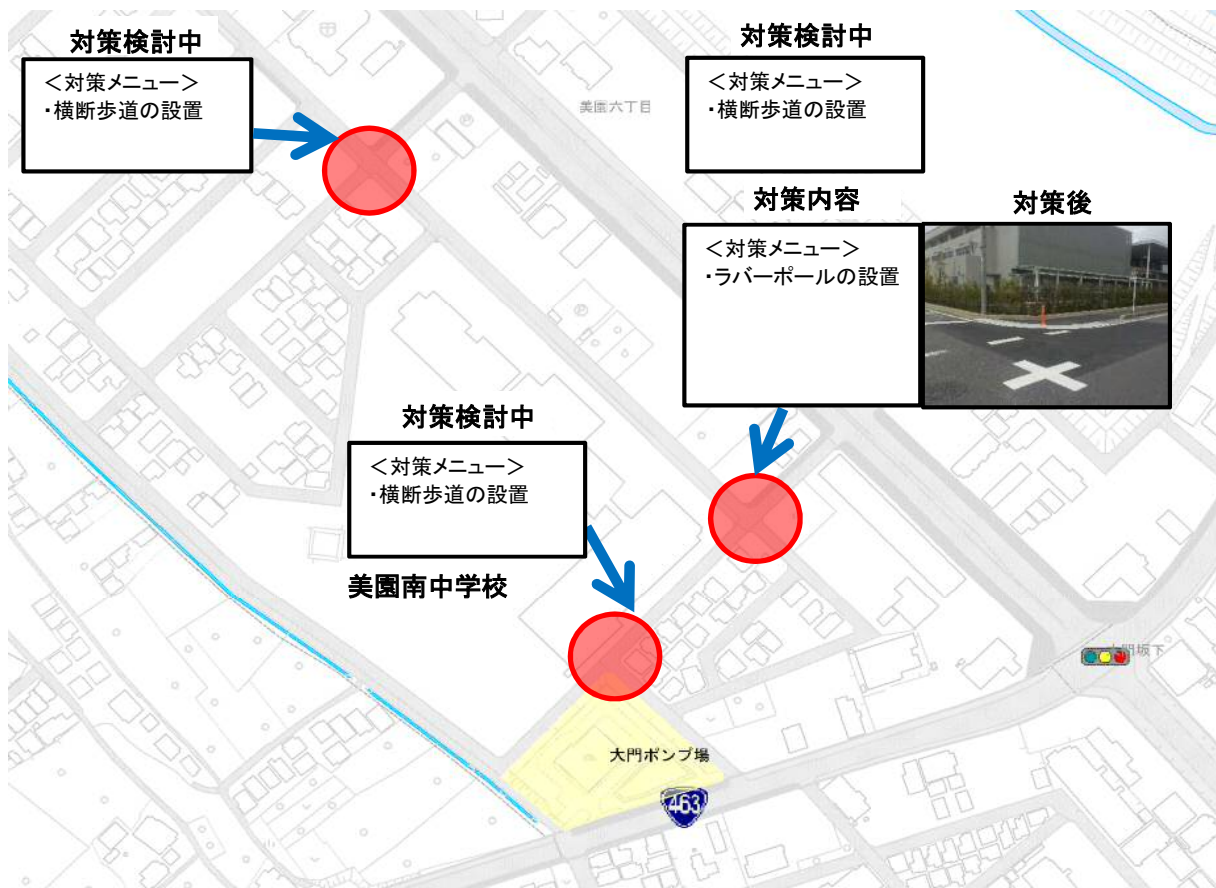 対策検討中
<対策メニュー>
・横断歩道の設置
対策検討中
<対策メニュー>
・横断歩道の設置
美園六丁目
対策内容
対策後
<対策メニュー>
・ラバーポールの設置
対策検討中
<対策メニュー>
・横断歩道の設置
美園南中学校
大門坂下
大門ポンプ場
463